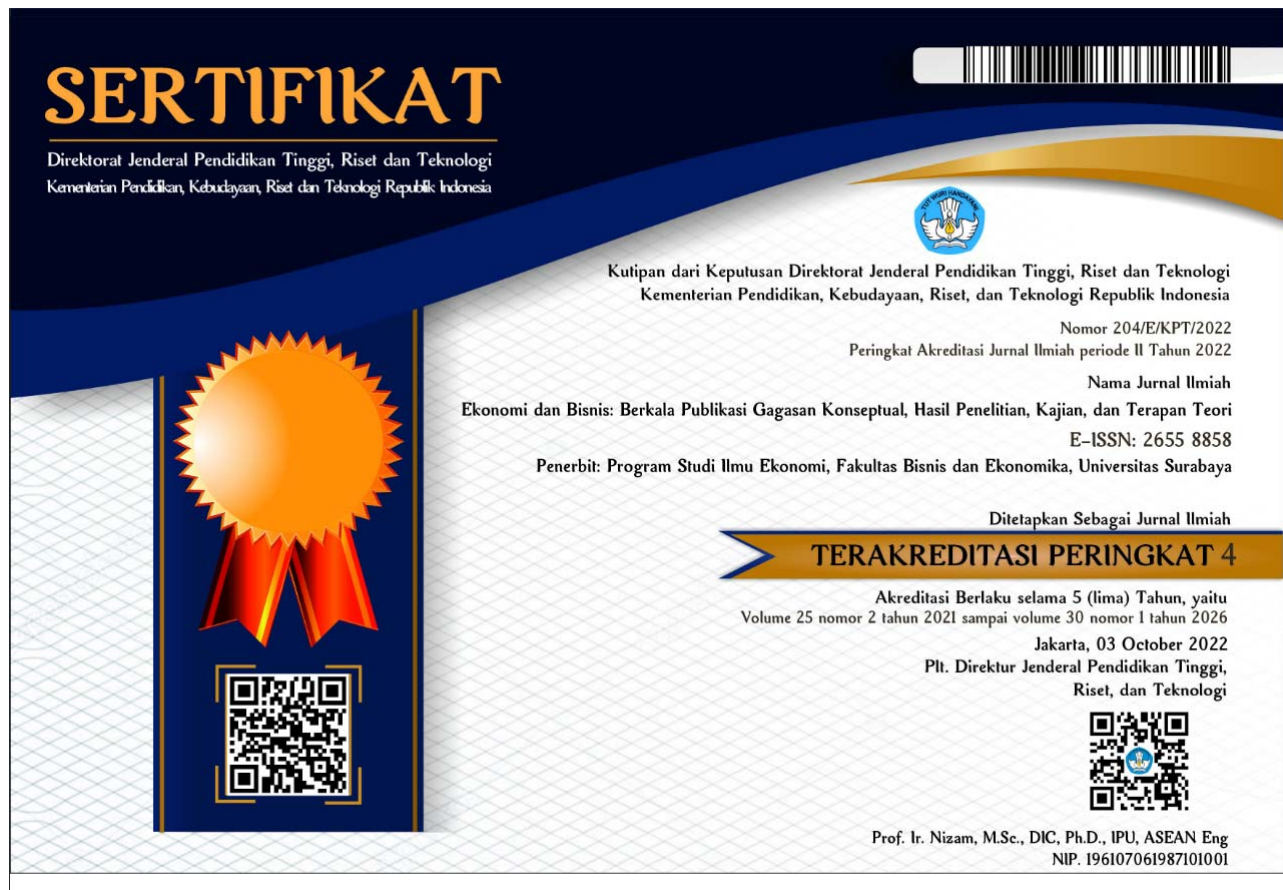 SERTIFIKAT
Direktorat Jenderal Pendidikan Tinggi, Riset dan Teknologi
Kementerian Pendidikan, Kebudayaan, Riset dan Teknologi Republik Indonesia
TUT WURI HANDAYANI
Kutipan dari Keputusan Direktorat Jenderal Pendidikan Tinggi, Riset dan Teknologi
Kementerian Pendidikan, Kebudayaan, Riset, dan Teknologi Republik Indonesia
Nomor 204/E/KPT/2022
Peringkat Akreditasi Jurnal Ilmiah periode II Tahun 2022
Nama Jurnal Ilmiah
Ekonomi dan Bisnis: Berkala Publikasi Gagasan Konseptual, Hasil Penelitian, Kajian, dan Terapan Teori
E-ISSN: 2655 8858
Penerbit: Program Studi Ilmu Ekonomi, Fakultas Bisnis dan Ekonomika, Universitas Surabaya
Ditetapkan Sebagai Jurnal Ilmiah
TERAKREDITASI PERINGKAT 4
Akreditasi Berlaku selama 5 (lima) Tahun, yaitu
Volume 25 nomor 2 tahun 2021 sampai volume 30 nomor 1 tahun 2026
Jakarta, 03 October 2022
Plt. Direktur Jenderal Pendidikan Tinggi,
Riset, dan Teknologi
Prof. Ir. Nizam, M.Sc., DIC, Ph.D., IPU, ASEAN Eng
NIP. 196107061987101001